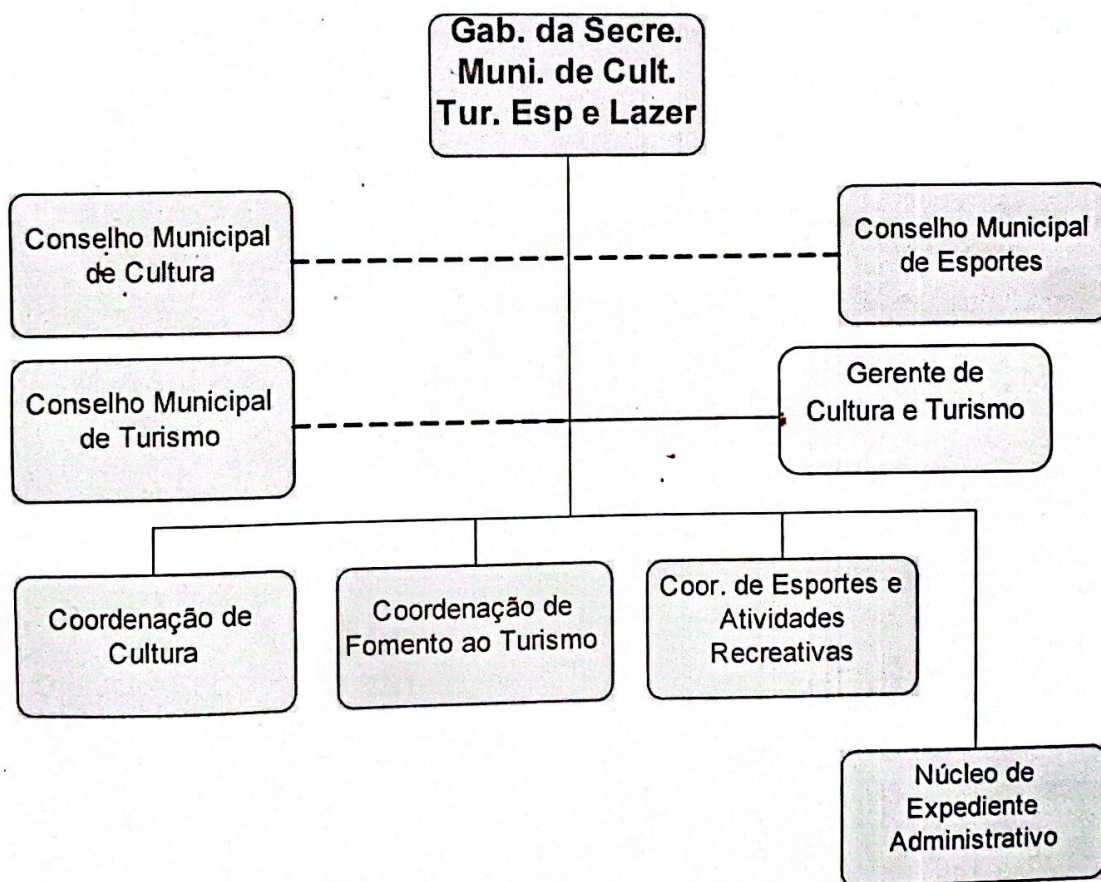 Gab. da Secre.
Muni. de Cult.
Tur. Esp e Lazer
Conselho Municipal
de Cultura
Conselho Municipal
de Esportes
Conselho Municipal
de Turismo
Gerente de
Cultura e Turismo
Coordenação de
Cultura
Coordenação de
Fomento ao Turismo
Coor. de Esportes e
Atividades
Recreativas
Núcleo de
Expediente
Administrativo